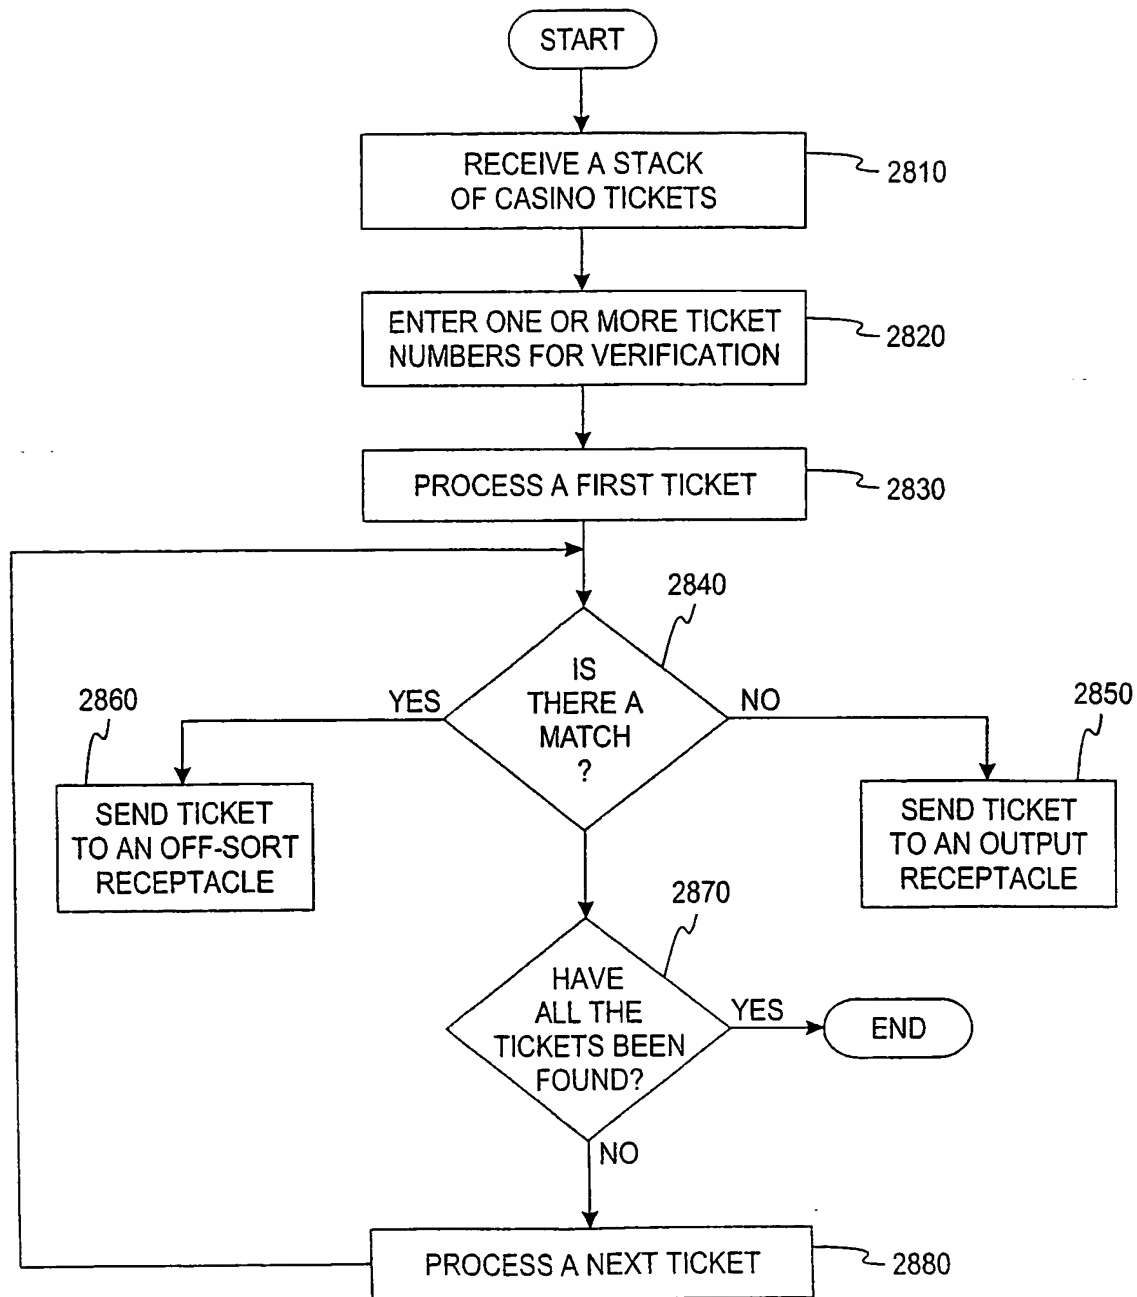 START
RECEIVE A STACK
OF CASINO TICKETS
2810
ENTER ONE OR MORE TICKET
NUMBERS FOR VERIFICATION
2820
PROCESS A FIRST TICKET
2830
2840
IS
THERE A
MATCH
?
YES
NO
2860
SEND TICKET
TO AN OFF-SORT
RECEPTACLE
2850
SEND TICKET
TO AN OUTPUT
RECEPTACLE
2870
HAVE
ALL THE
TICKETS BEEN
FOUND?
YES
END
NO
PROCESS A NEXT TICKET
2880